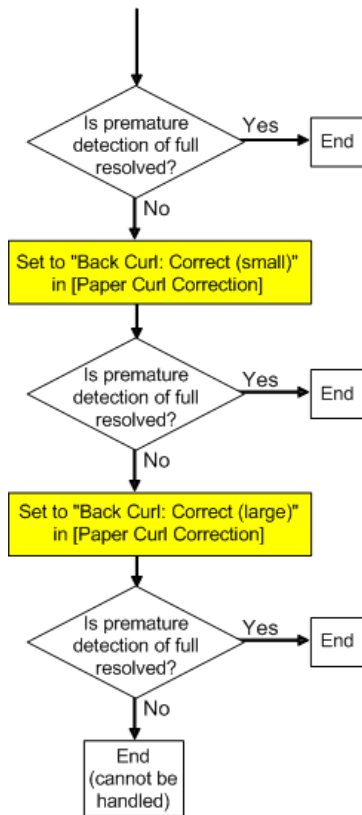 Is premature
detection of full
resolved?
Yes
End
No
Set to "Back Curl: Correct (small)"
in [Paper Curl Correction]
Is premature
detection of full
resolved?
Yes
End
No
Set to "Back Curl: Correct (large)"
in [Paper Curl Correction]
Is premature
detection of full
resolved?
Yes
End
No
End
(cannot be
handled)